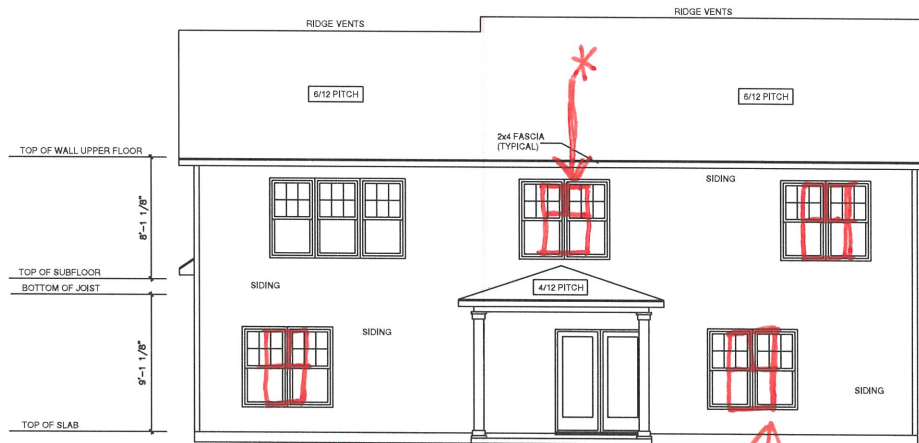 RIDGE VENTS
RIDGE VENTS
6/12 PITCH
6/12 PITCH
2x4 FASCIA
(TYPICAL)
TOP OF WALL UPPER FLOOR
SIDING
8'-1 1/8"
TOP OF SUBFLOOR
BOTTOM OF JOIST
SIDING
4/12 PITCH
SIDING
9'-1 1/8"
SIDING
TOP OF SLAB